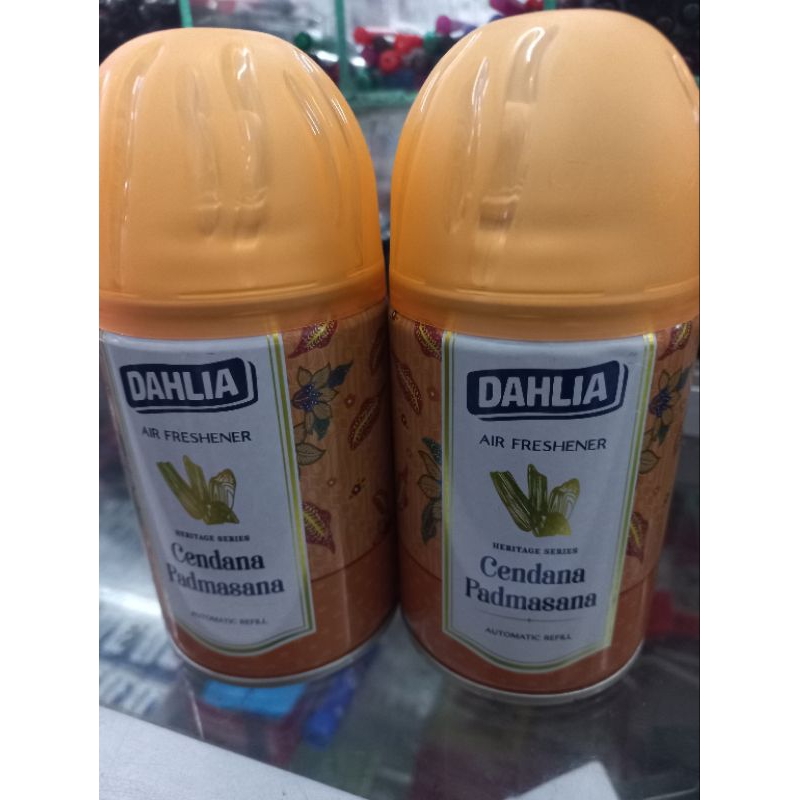 DAHLIA
AIR FRESHENER
HERITAGE SERIES
Cendana
Padmasana
AUTOMATIC REFILL
DAHLIA
AIR FRESHENER
HERITAGE SERIES
Cendana
Padmasana
AUTOMATIC REFILL